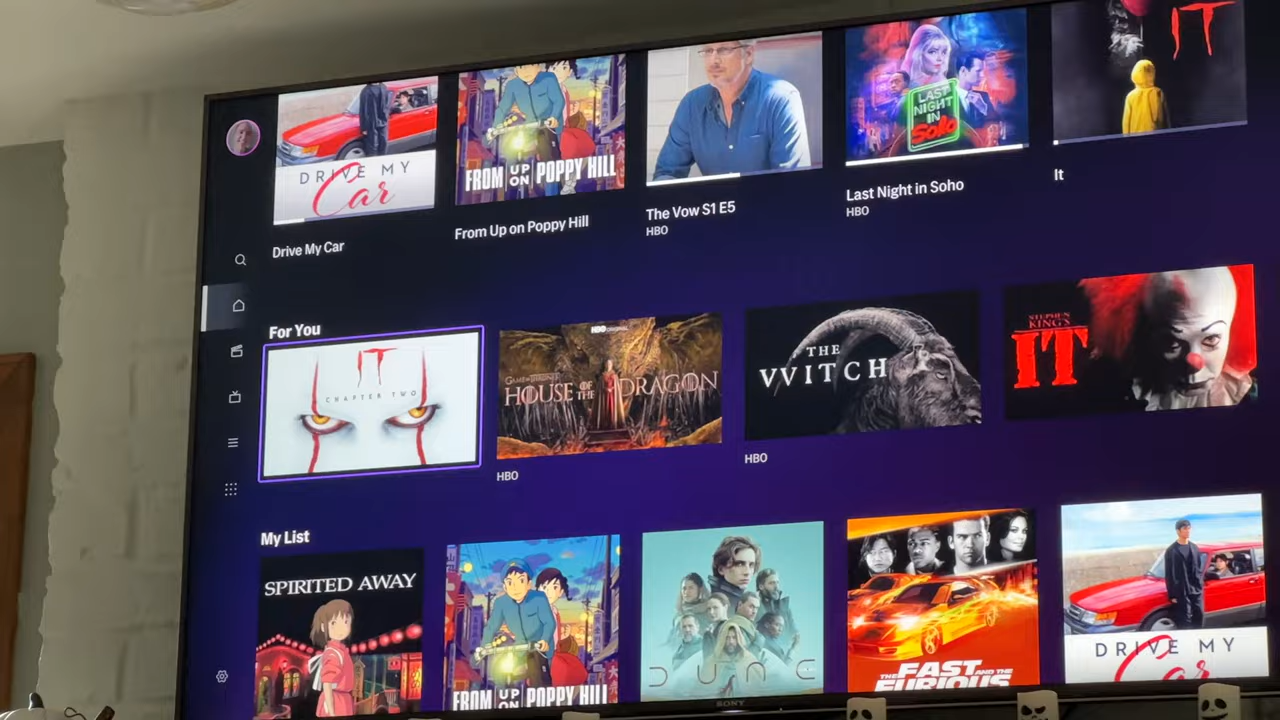 DRIVE MY
Car
FROM UP ON POPPY HILL
LAST
NIGHT
IN
Soho
IT
Drive My Car
From Up on Poppy Hill
The Vow S1 E5
HBO
Last Night in Soho
HBO
It
For You
IT
CHAPTER TWO
HBO ORIGINAL
GAME OF THRONES
HOUSE OF THE DRAGON
THE
VVITCH
STEPHEN
KING'S
IT
HBO
HBO
My List
SPIRITED AWAY
FROM UP ON POPPY HILL
DUNE
THE
FAST AND THE
FURIOUS
DRIVE MY
Car
SONY